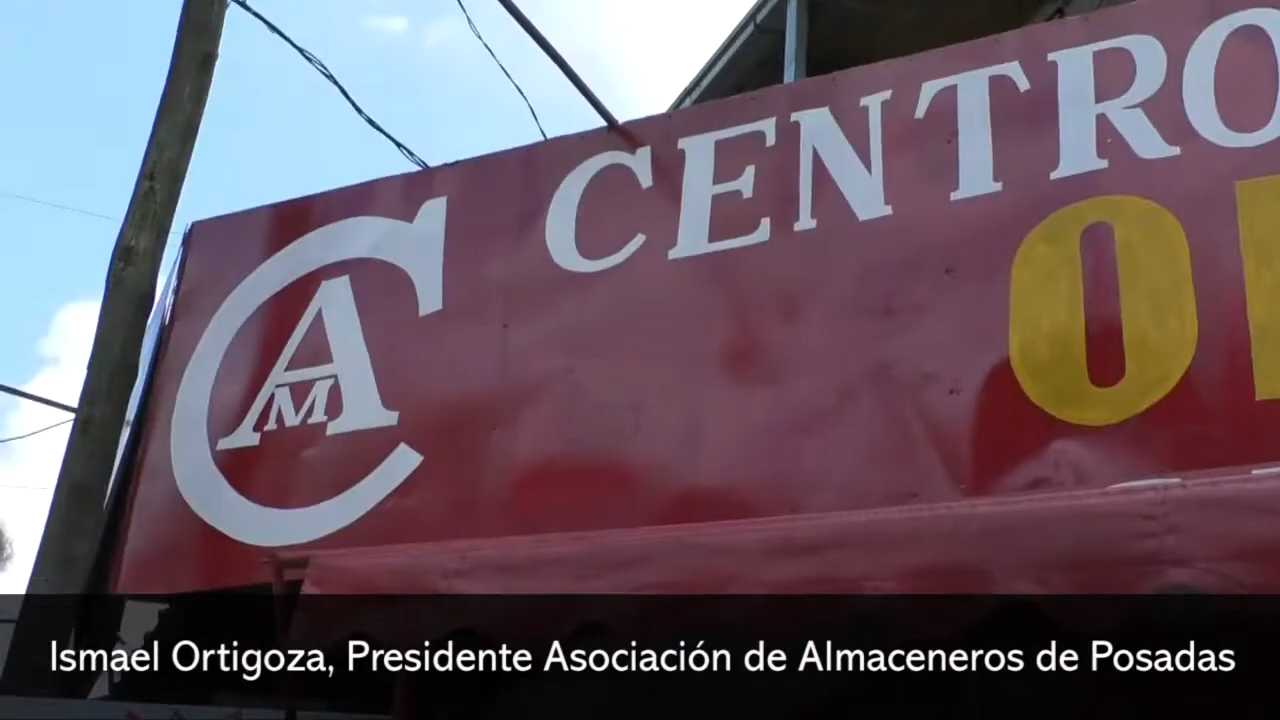 CENTRO
CAM
O
Ismael Ortigoza, Presidente Asociación de Almaceneros de Posadas